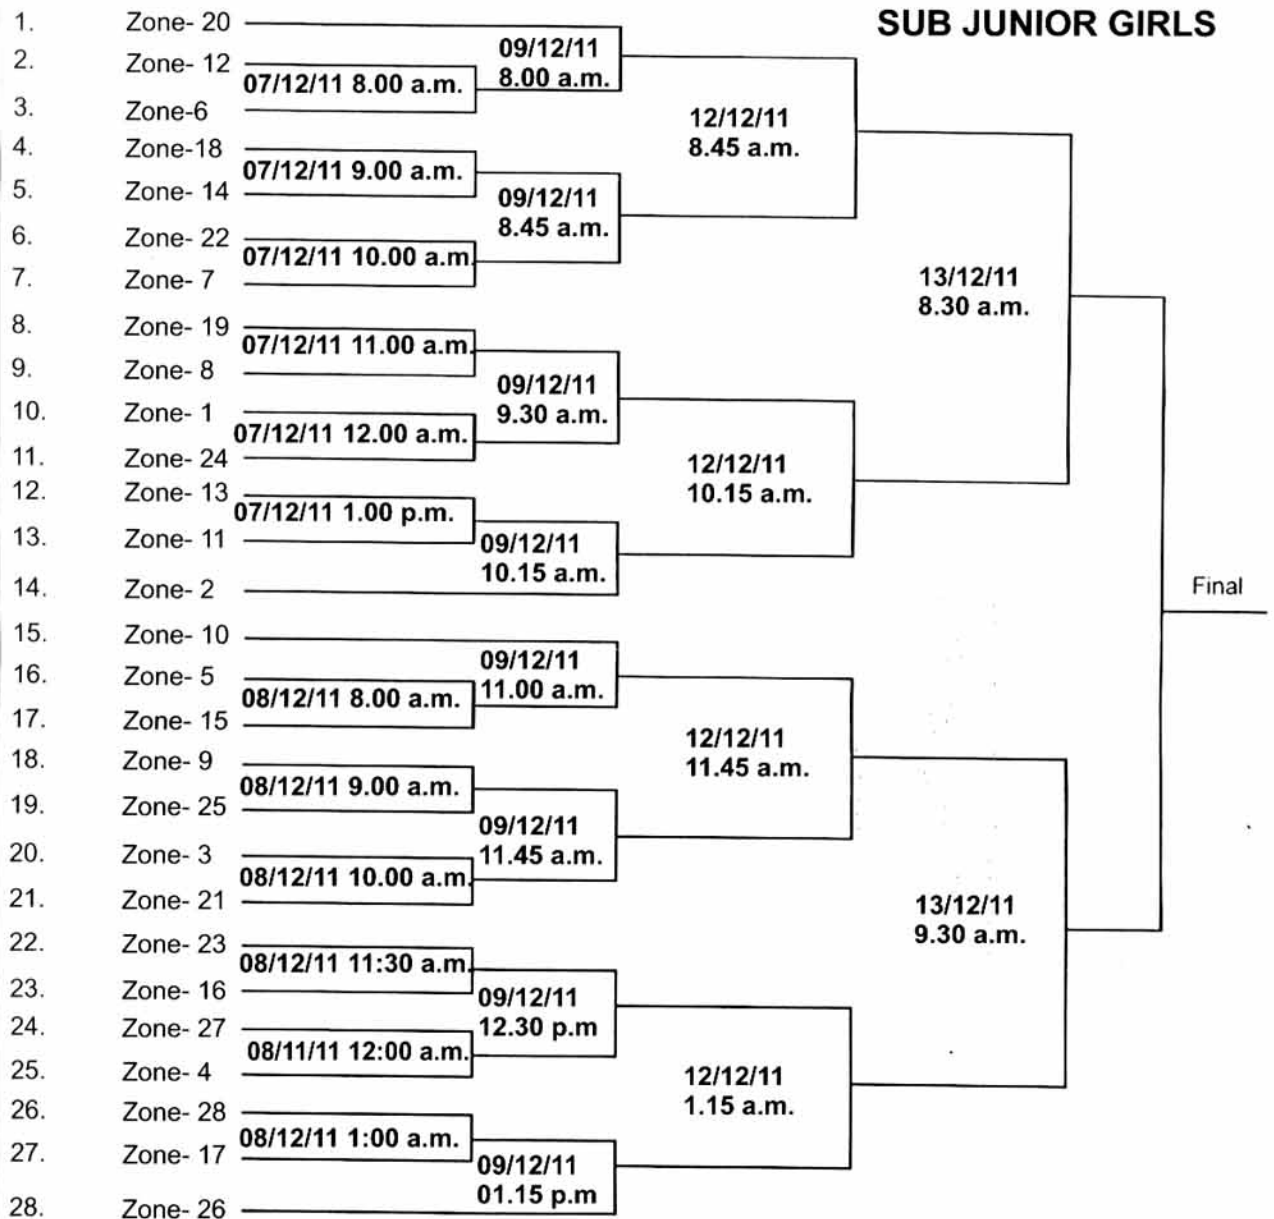 SUB JUNIOR GIRLS
1. Zone- 20
09/12/11
8.00 a.m.
2. Zone- 12
07/12/11 8.00 a.m.
3. Zone-6
12/12/11
8.45 a.m.
4. Zone-18
07/12/11 9.00 a.m.
5. Zone- 14
09/12/11
8.45 a.m.
6. Zone- 22
07/12/11 10.00 a.m.
7. Zone- 7
13/12/11
8.30 a.m.
8. Zone- 19
07/12/11 11.00 a.m.
9. Zone- 8
09/12/11
9.30 a.m.
10. Zone- 1
07/12/11 12.00 a.m.
11. Zone- 24
12/12/11
10.15 a.m.
12. Zone- 13
07/12/11 1.00 p.m.
13. Zone- 11
09/12/11
10.15 a.m.
14. Zone- 2
Final
15. Zone- 10
09/12/11
11.00 a.m.
16. Zone- 5
08/12/11 8.00 a.m.
17. Zone- 15
12/12/11
11.45 a.m.
18. Zone- 9
08/12/11 9.00 a.m.
19. Zone- 25
09/12/11
11.45 a.m.
20. Zone- 3
08/12/11 10.00 a.m.
21. Zone- 21
13/12/11
9.30 a.m.
22. Zone- 23
08/12/11 11:30 a.m.
23. Zone- 16
09/12/11
12.30 p.m
24. Zone- 27
08/11/11 12:00 a.m.
25. Zone- 4
12/12/11
1.15 a.m.
26. Zone- 28
08/12/11 1:00 a.m.
27. Zone- 17
09/12/11
01.15 p.m
28. Zone- 26